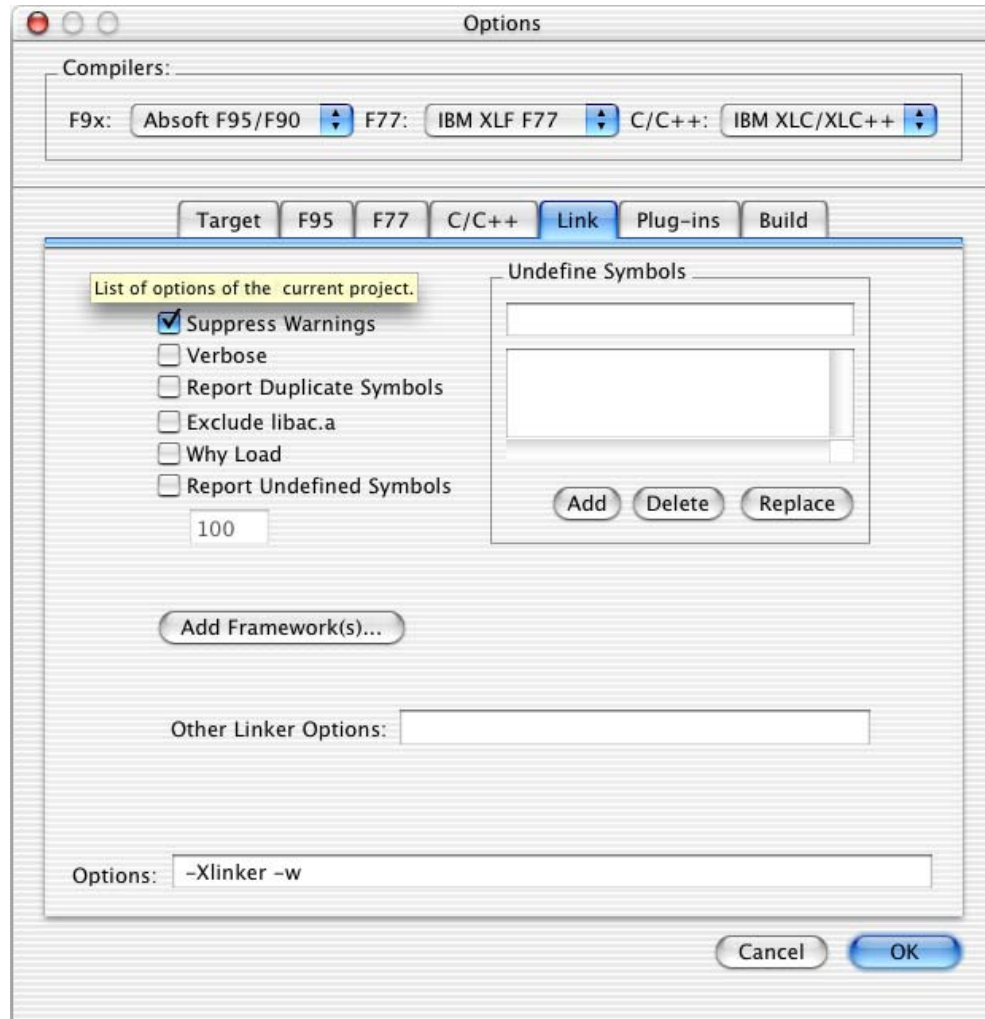 Options
Compilers:
F9x: Absoft F95/F90 F77: IBM XLF F77 C/C++: IBM XLC/XLC++
Target F95 F77 C/C++ Link Plug-ins Build
List of options of the  current project.
Suppress Warnings
Verbose
Report Duplicate Symbols
Exclude libac.a
Why Load
Report Undefined Symbols
100
Undefine Symbols
Add Delete Replace
Add Framework(s)...
Other Linker Options:
Options: -Xlinker -w
Cancel OK